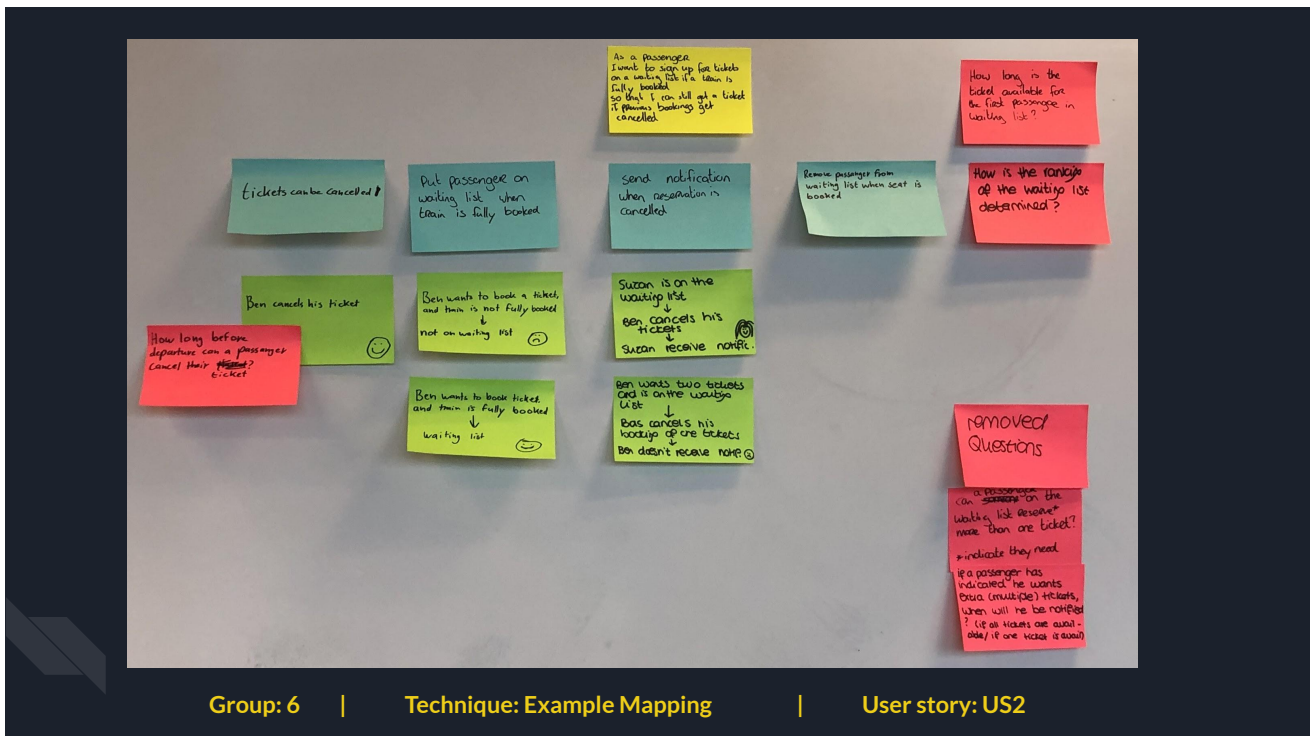 As a passenger
I want to sign up for tickets
on a waiting list if a train is
fully booked
so that I can still get a ticket
if previous bookings get
cancelled
How long is the
ticket available for
the first passenger in
waiting list?
tickets can be cancelled
Put passenger on
waiting list when
train is fully booked
send notification
when reservation is
cancelled
Remove passenger from
waiting list when seat is
booked
How is the ranking
of the waiting list
determined?
Ben cancels his ticket
How long before
departure can a passenger
cancel their
ticket?
Ben wants to book a ticket,
and train is not fully booked
↓
not on waiting list
Ben wants to book ticket
and train is fully booked
↓
waiting list
Suzan is on the
waiting list
↓
Ben cancels his
tickets
↓
Suzan receive notific.
Ben wants two tickets
and is on the waiting
list
↓
Bas cancels his
booking of one tickets
↓
Ben doesn't receive notif.
removed
Questions
a passenger
can on the
waiting list reserve*
more than one ticket?
*indicate they need
if a passenger has
indicated he wants
extra (multiple) tickets,
when will he be notified
? (if all tickets are avail-
able/ if one ticket is avail)
Group: 6 | Technique: Example Mapping | User story: US2